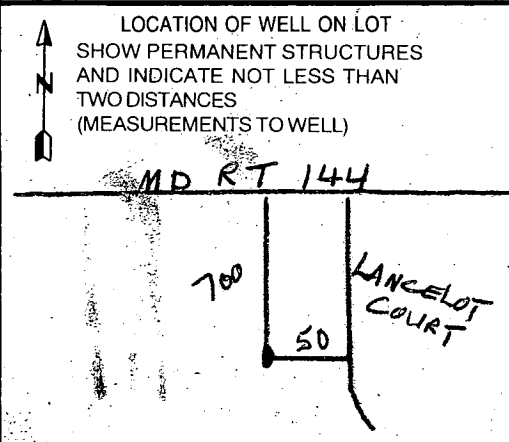 LOCATION OF WELL ON LOT
SHOW PERMANENT STRUCTURES
AND INDICATE NOT LESS THAN
TWO DISTANCES
(MEASUREMENTS TO WELL)
N
MD RT 144
700
50
LANCELOT
COURT